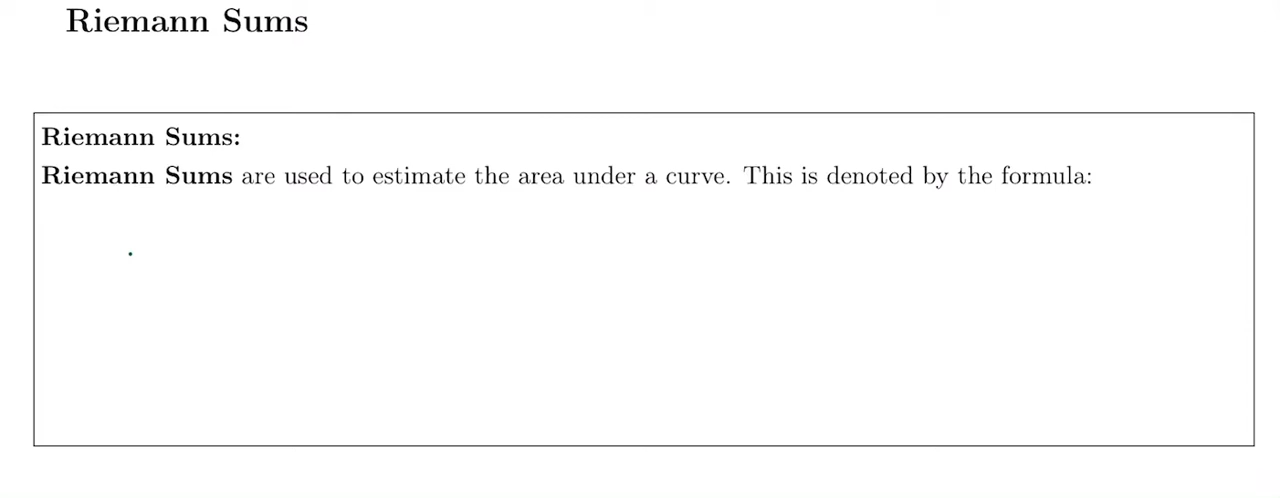 Riemann Sums
Riemann Sums:
Riemann Sums are used to estimate the area under a curve. This is denoted by the formula: